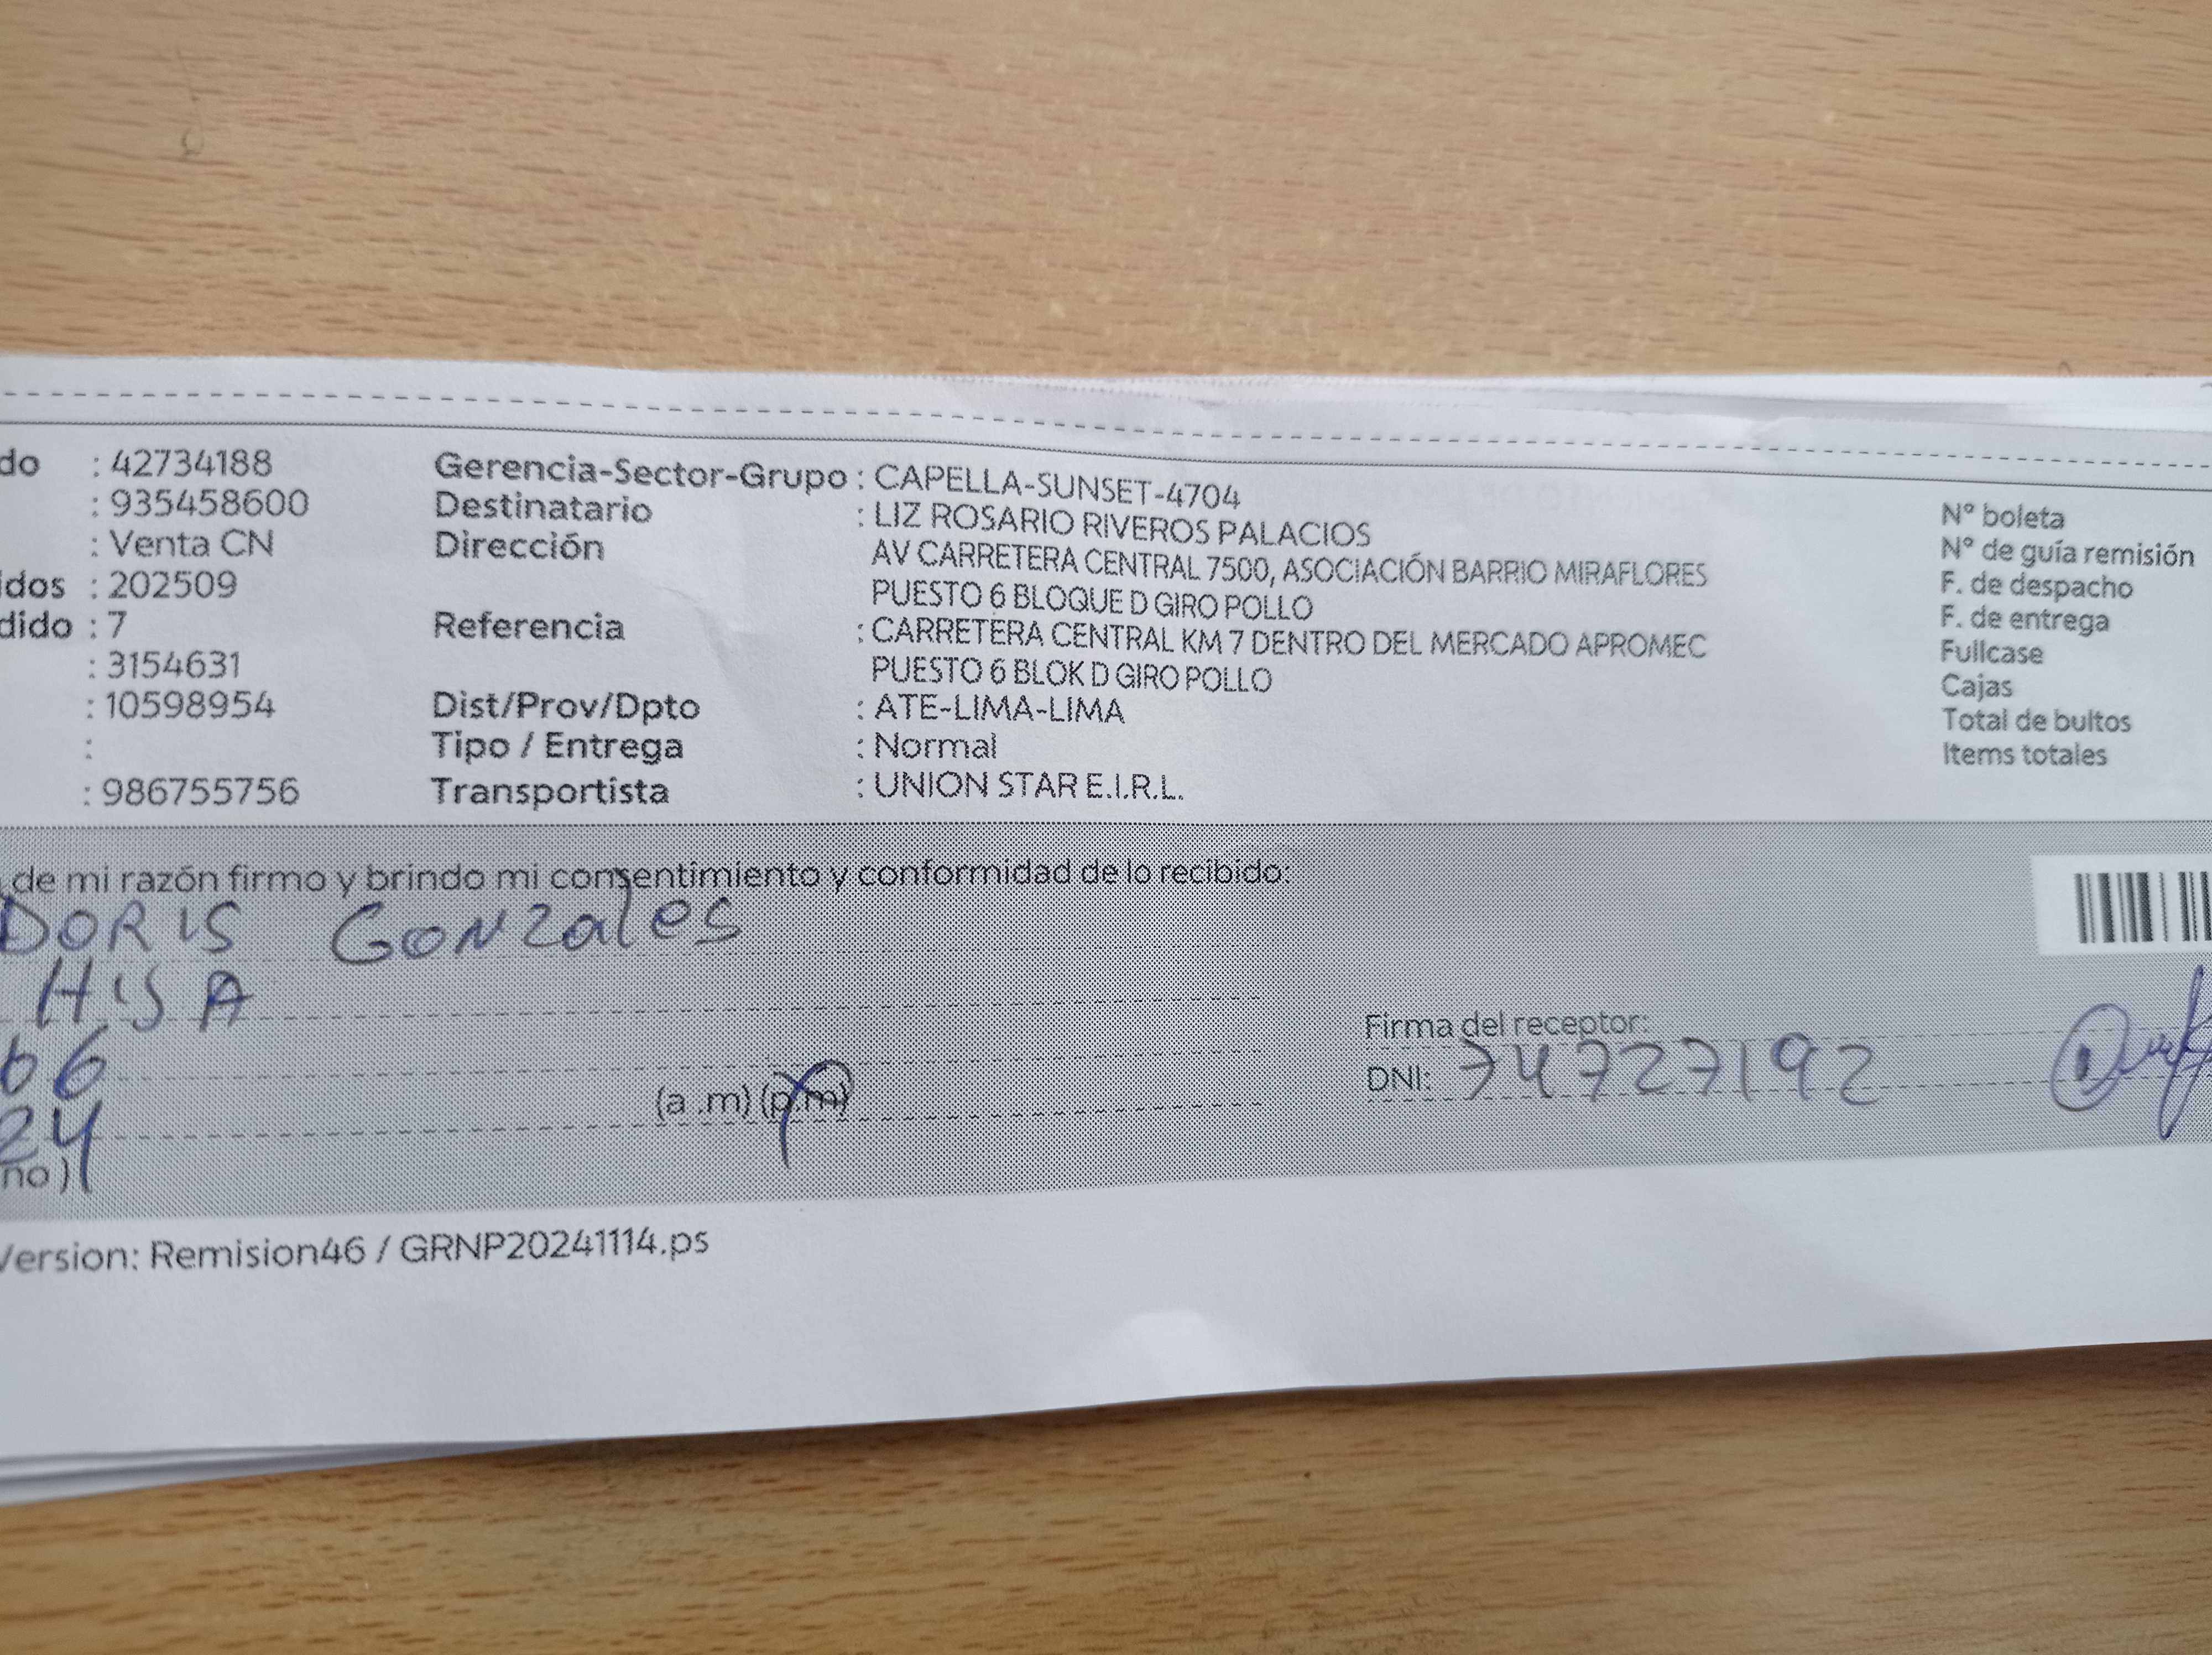 do : 42734188 Gerencia-Sector-Grupo : CAPELLA-SUNSET-4704
: 935458600 Destinatario : LIZ ROSARIO RIVEROS PALACIOS N° boleta
: Venta CN Dirección AV CARRETERA CENTRAL 7500, ASOCIACIÓN BARRIO MIRAFLORES N° de guía remisión
idos : 202509 PUESTO 6 BLOQUE D GIRO POLLO F. de despacho
dido : 7 Referencia : CARRETERA CENTRAL KM 7 DENTRO DEL MERCADO APROMEC F. de entrega
: 3154631 PUESTO 6 BLOK D GIRO POLLO Fullcase
: 10598954 Dist/Prov/Dpto : ATE-LIMA-LIMA Cajas
: Tipo / Entrega : Normal Total de bultos
: 986755756 Transportista : UNION STAR E.I.R.L. Items totales
de mi razón firmo y brindo mi consentimiento y conformidad de lo recibido:
DORIS Gonzales
HIJA
Firma del receptor:
66
(a .m) (p.m) DNI: 74727192
24
no )
Version: Remision46 / GRNP20241114.ps